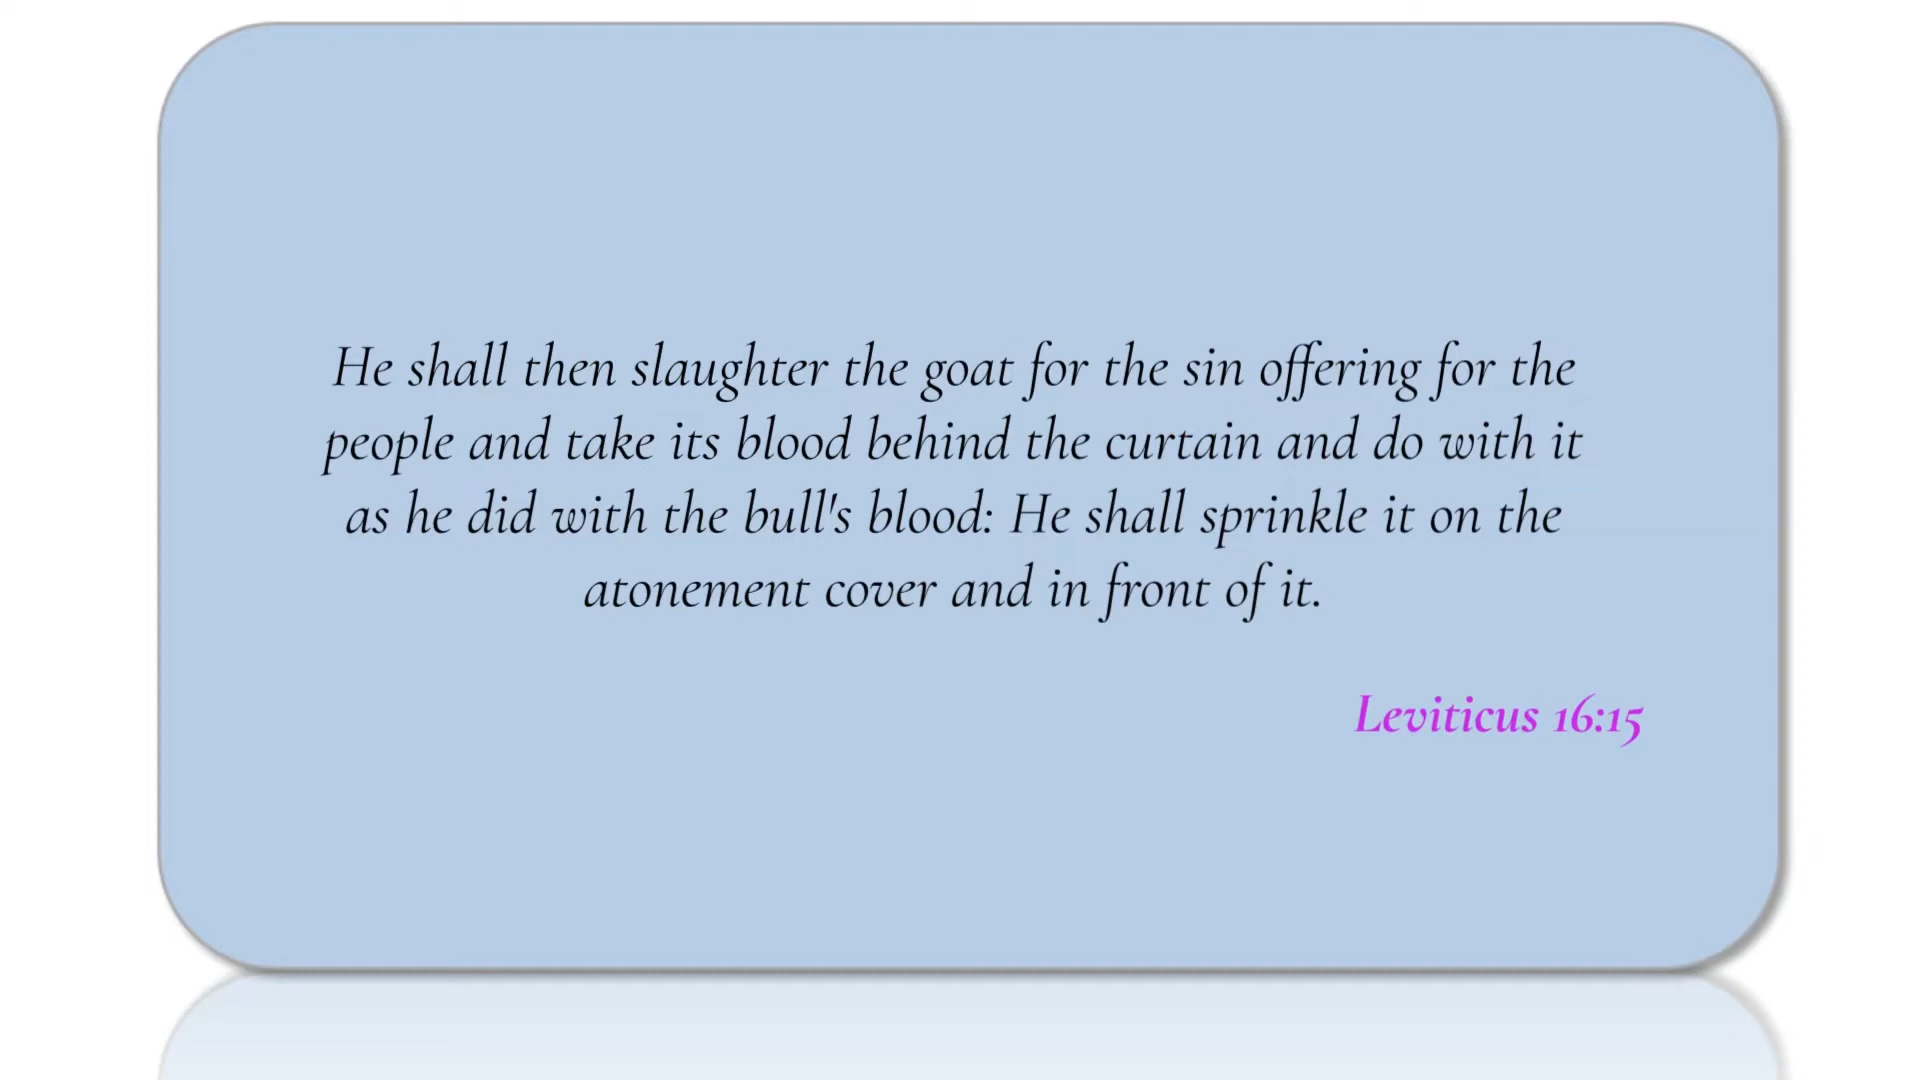 He shall then slaughter the goat for the sin offering for the
people and take its blood behind the curtain and do with it
as he did with the bull's blood: He shall sprinkle it on the
atonement cover and in front of it.
Leviticus 16:15